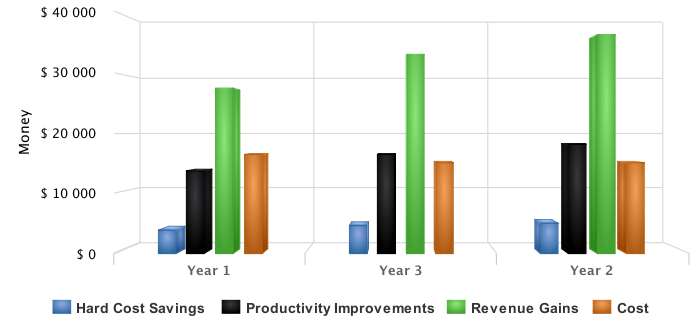 $ 40 000
$ 30 000
$ 20 000
$ 10 000
$ 0
Money
Year 1 Year 3 Year 2
Hard Cost Savings Productivity Improvements Revenue Gains Cost